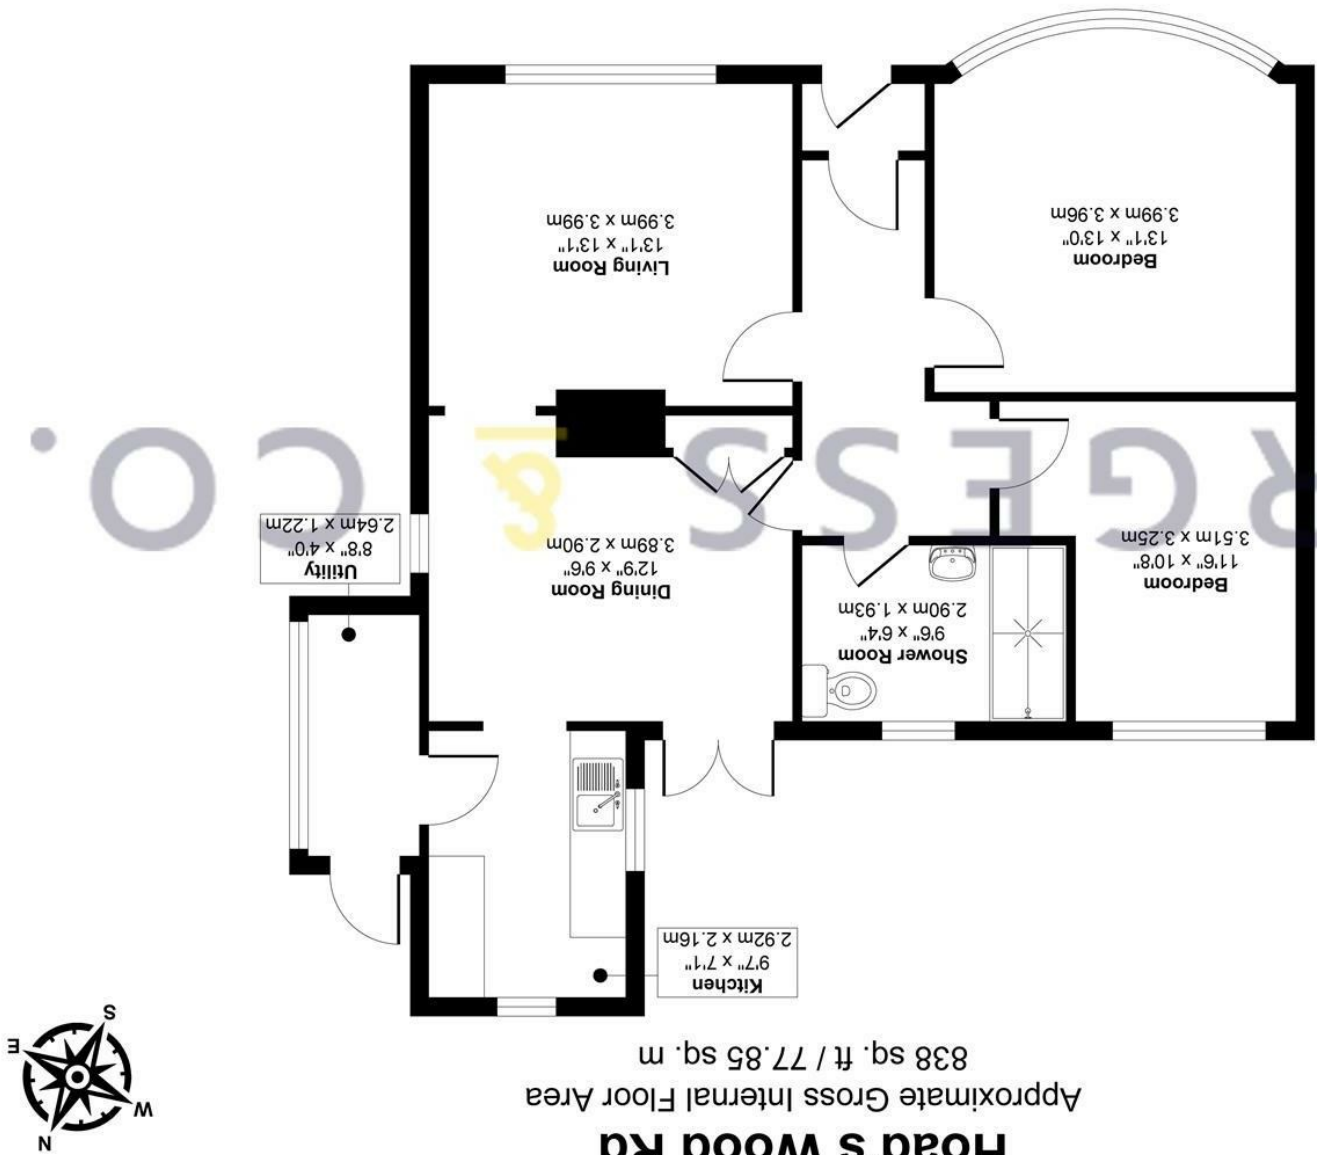 Hoad's Wood Rd
Approximate Gross Internal Floor Area
838 sq. ft / 77.85 sq. m
N
W
E
S
Kitchen
9'7" x 7'1"
2.92m x 2.16m
Shower Room
9'6" x 6'4"
2.90m x 1.93m
Bedroom
11'6" x 10'8"
3.51m x 3.25m
Dining Room
12'9" x 9'6"
3.89m x 2.90m
Utility
8'8" x 4'0"
2.64m x 1.22m
RGESS & CO.
Bedroom
13'1" x 13'0"
3.99m x 3.96m
Living Room
13'1" x 13'1"
3.99m x 3.99m